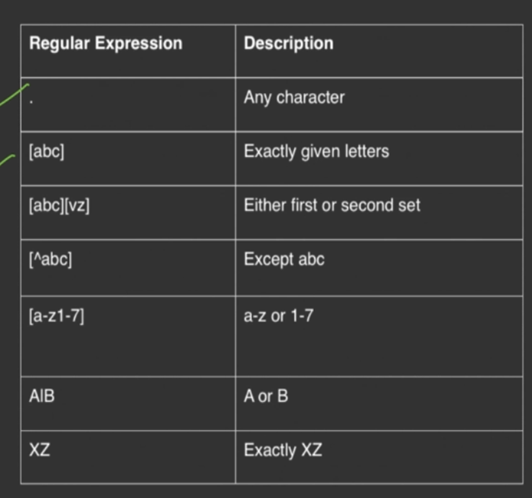 Regular Expression Description
. Any character
[abc] Exactly given letters
[abc][vz] Either first or second set
[^abc] Except abc
[a-z1-7] a-z or 1-7
A|B A or B
XZ Exactly XZ